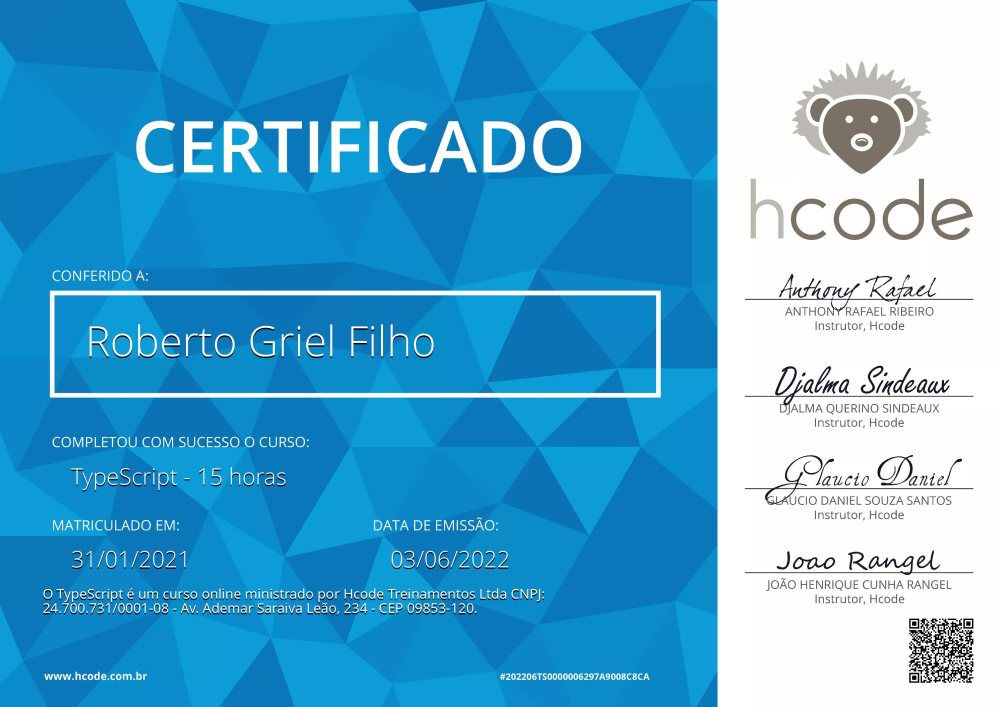 CERTIFICADO
CONFERIDO A:
Roberto Griel Filho
COMPLETOU COM SUCESSO O CURSO:
TypeScript - 15 horas
MATRICULADO EM:
DATA DE EMISSÃO:
31/01/2021
03/06/2022
O TypeScript é um curso online ministrado por Hcode Treinamentos Ltda CNPJ:
24.700.731/0001-08 - Av. Ademar Saraiva Leão, 234 - CEP 09853-120.
www.hcode.com.br
#202206TS0000006297A9008C8CA
hcode
Anthony Rafael
ANTHONY RAFAEL RIBEIRO
Instrutor, Hcode
Djalma Sindeaux
DJALMA QUERINO SINDEAUX
Instrutor, Hcode
Glaucio Daniel
GLAUCIO DANIEL SOUZA SANTOS
Instrutor, Hcode
Joao Rangel
JOÃO HENRIQUE CUNHA RANGEL
Instrutor, Hcode